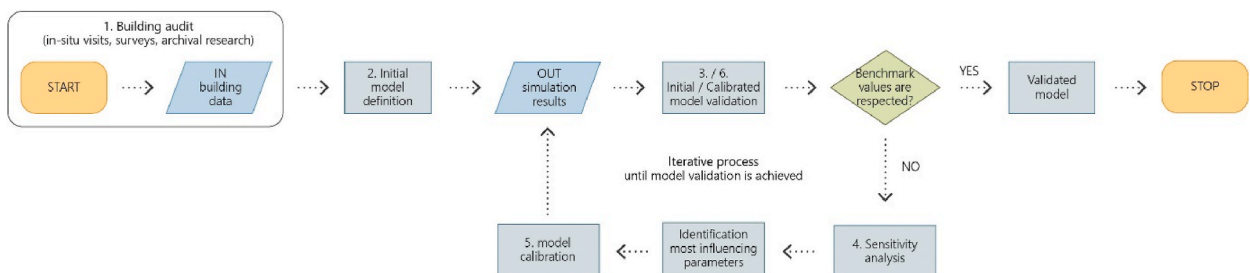 1. Building audit
(in-situ visits, surveys, archival research)
START
IN
building
data
2. Initial
model
definition
OUT
simulation
results
3. / 6.
Initial / Calibrated
model validation
Benchmark
values are
respected?
YES
Validated
model
STOP
NO
Iterative process
until model validation is achieved
5. model
calibration
Identification
most influencing
parameters
4. Sensitivity
analysis